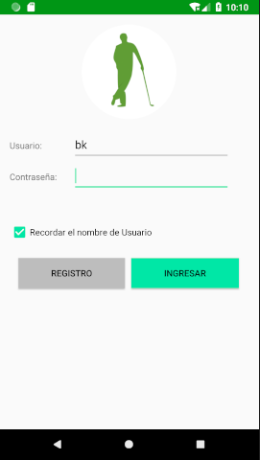 10:10
Usuario: bk
Contraseña:
Recordar el nombre de Usuario
REGISTRO INGRESAR